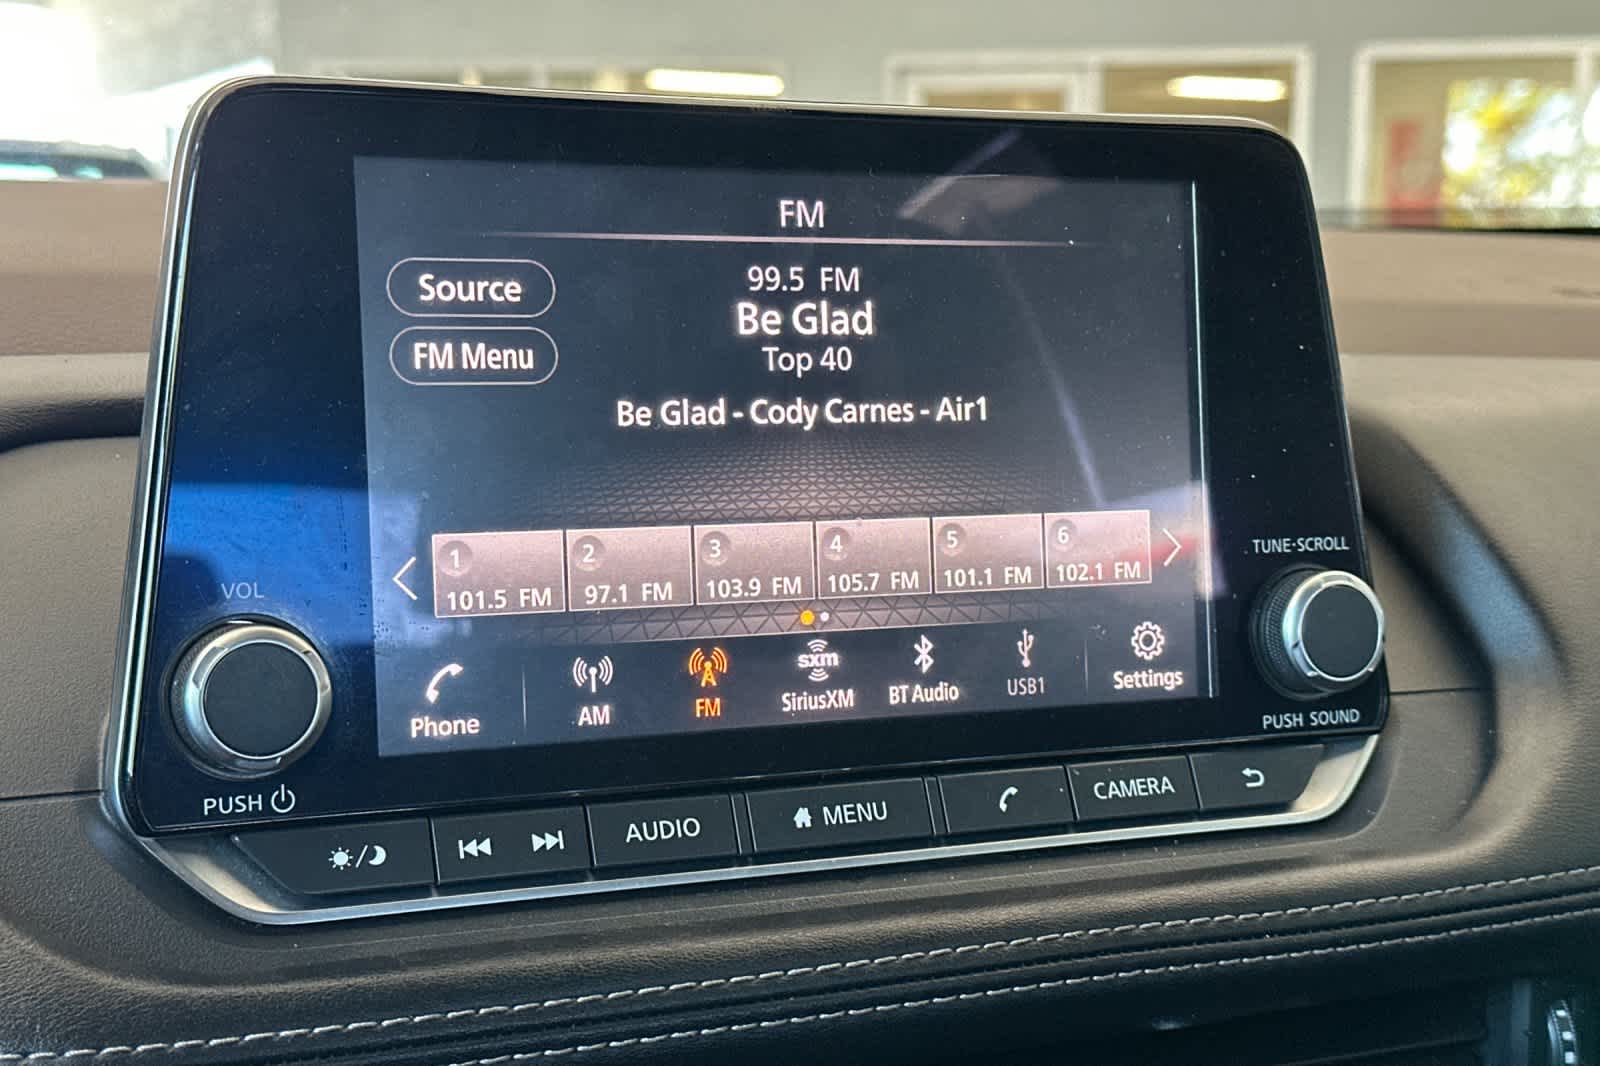 FM
Source
FM Menu
99.5 FM
Be Glad
Top 40
Be Glad - Cody Carnes - Air1
1
101.5 FM
2
97.1 FM
3
103.9 FM
4
105.7 FM
5
101.1 FM
6
102.1 FM
Phone
AM
FM
sxm
SiriusXM
BT Audio
USB1
Settings
VOL
PUSH
TUNE·SCROLL
PUSH SOUND
AUDIO
MENU
CAMERA